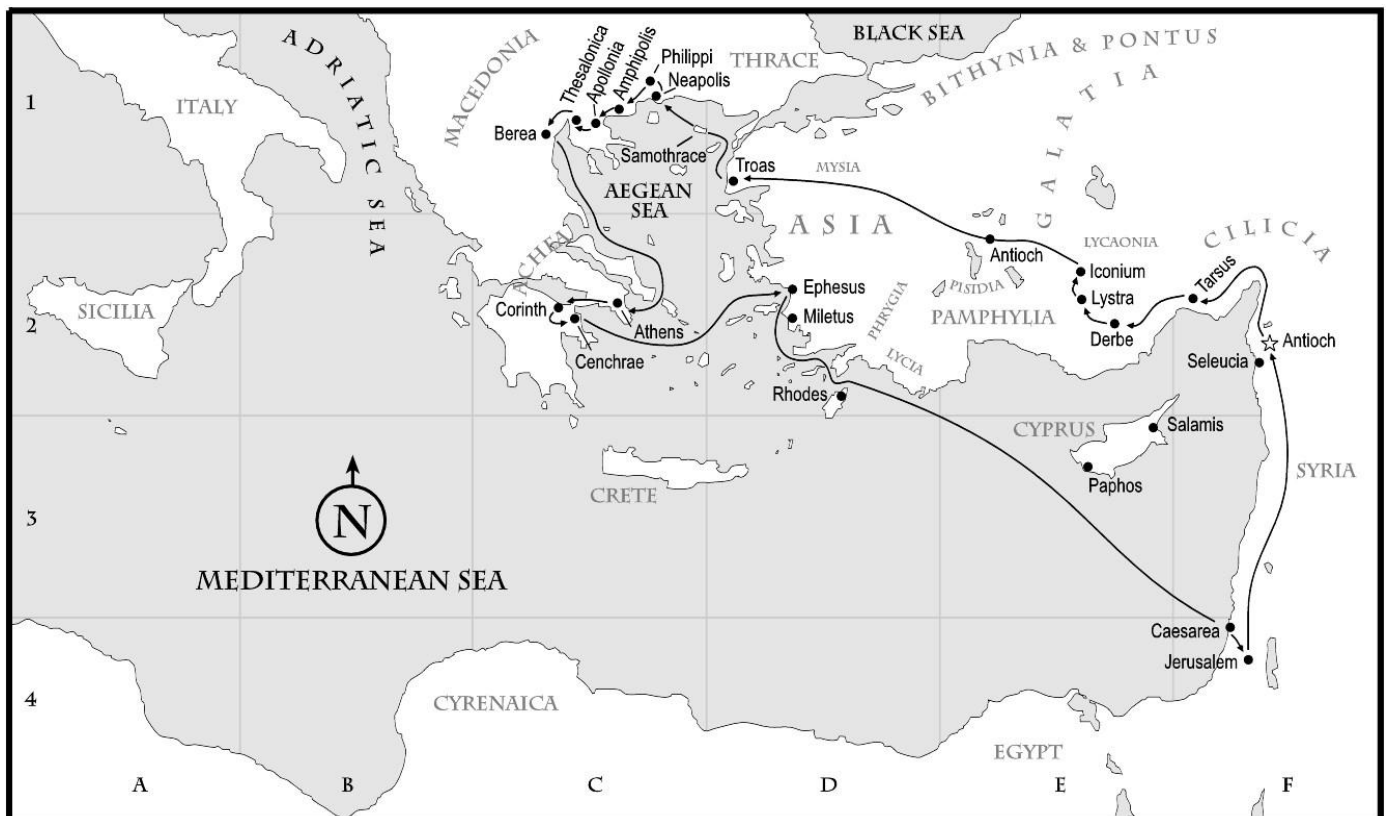 BLACK SEA
ADRIATIC SEA
MACEDONIA
Thesalonica
Apollonia
Amphipolis
Philippi
Neapolis
THRACE
BITHYNIA & PONTUS
GALATIA
1
ITALY
Berea
Samothrace
Troas
MYSIA
AEGEAN
SEA
ASIA
ACHEA
Antioch
LYCAONIA
CILICIA
Iconium
Tarsus
SICILIA
2
Corinth
Athens
Cenchrae
Ephesus
Miletus
PHRYGIA
PISIDIA
PAMPHYLIA
Lystra
Derbe
LYCIA
Antioch
Seleucia
Rhodes
CYPRUS
Salamis
Paphos
SYRIA
CRETE
3
N
MEDITERRANEAN SEA
Caesarea
Jerusalem
4
CYRENAICA
EGYPT
A
B
C
D
E
F